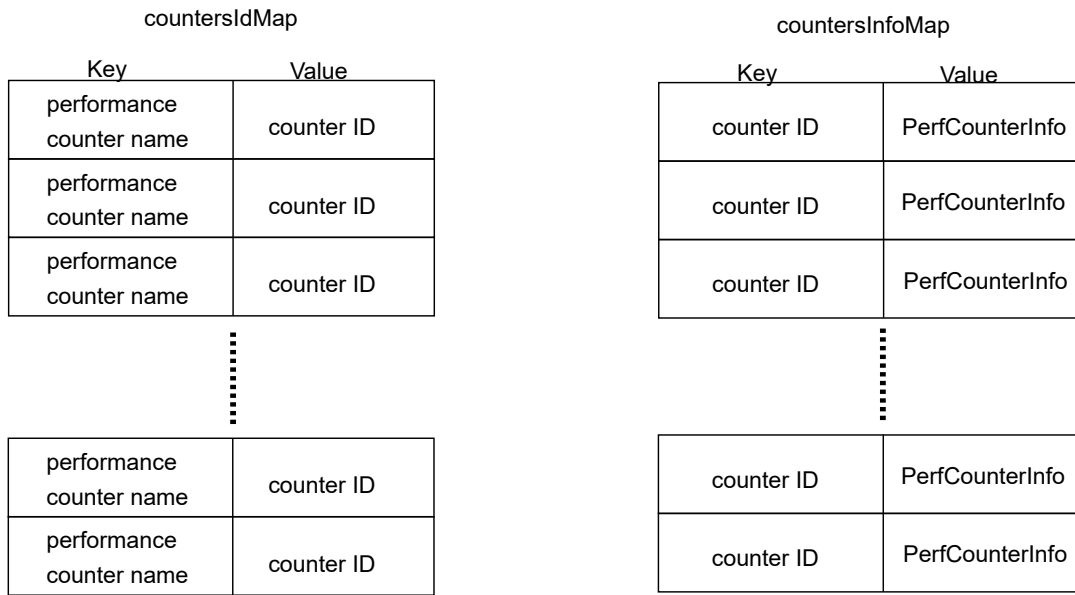 countersIdMap
Key Value
performance
counter name
counter ID
performance
counter name
counter ID
performance
counter name
counter ID
performance
counter name
counter ID
performance
counter name
counter ID
countersInfoMap
Key Value
counter ID PerfCounterInfo
counter ID PerfCounterInfo
counter ID PerfCounterInfo
counter ID PerfCounterInfo
counter ID PerfCounterInfo